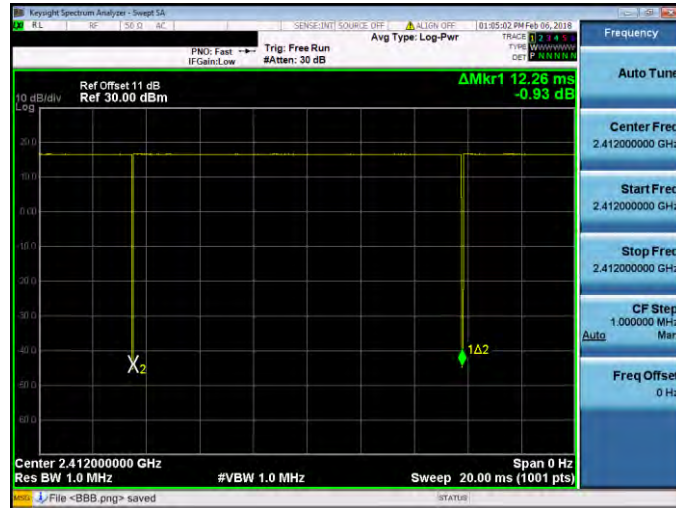 Keysight Spectrum Analyzer - Swept SA
RL RF 50 Ω AC SENSE:INT SOURCE OFF ALIGN OFF 01:05:02 PM Feb 06, 2018
Avg Type: Log-Pwr
TRACE 1 2 3 4 5
TYPE WWWWWW
DET P NNNNN
PNO: Fast
IFGain:Low
Trig: Free Run
#Atten: 30 dB
ΔMkr1 12.26 ms
-0.93 dB
Ref Offset 11 dB
Ref 30.00 dBm
10 dB/div
Log
20.0
10.0
0.00
-10.0
-20.0
-30.0
-40.0
-50.0
-60.0
X2
1Δ2
Center 2.412000000 GHz
Span 0 Hz
Res BW 1.0 MHz
#VBW 1.0 MHz
Sweep 20.00 ms (1001 pts)
MSG File <BBB.png> saved
STATUS
Frequency
Auto Tune
Center Freq
2.412000000 GHz
Start Freq
2.412000000 GHz
Stop Freq
2.412000000 GHz
CF Step
1.000000 MHz
Auto Man
Freq Offset
0 Hz